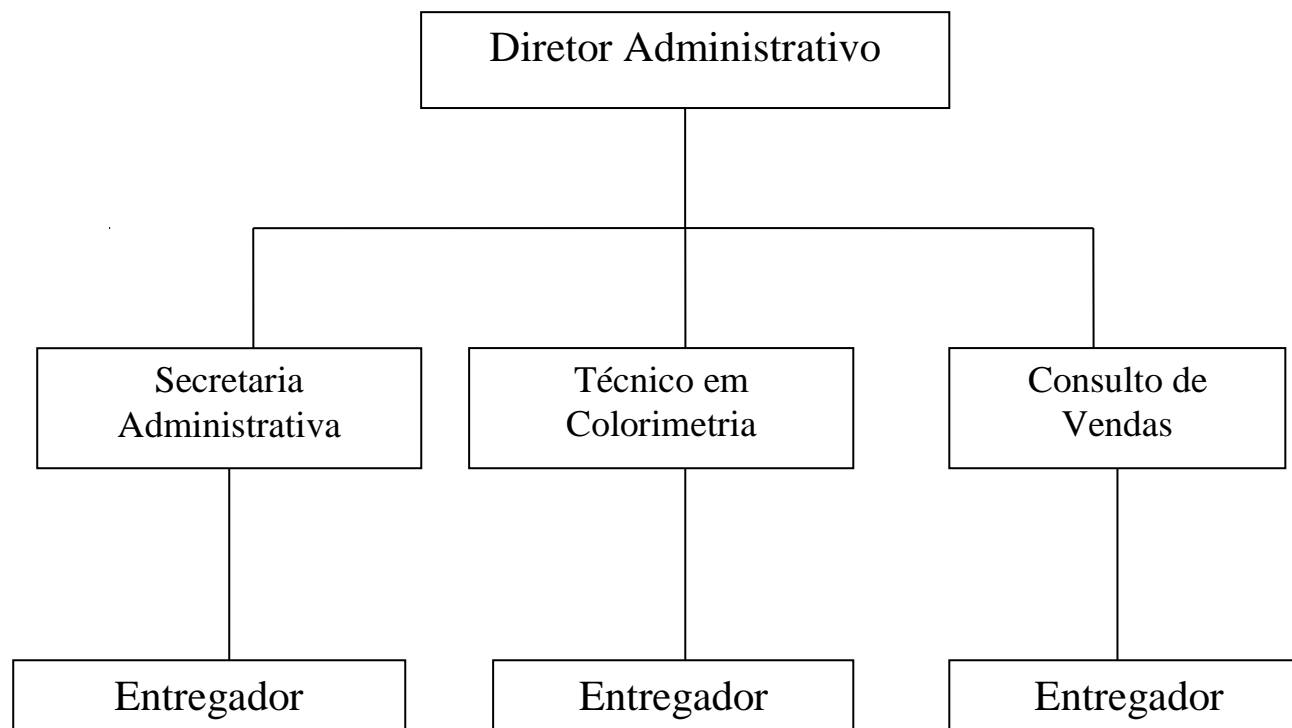 Diretor Administrativo
Secretaria
Administrativa
Técnico em
Colorimetria
Consulto de
Vendas
Entregador
Entregador
Entregador